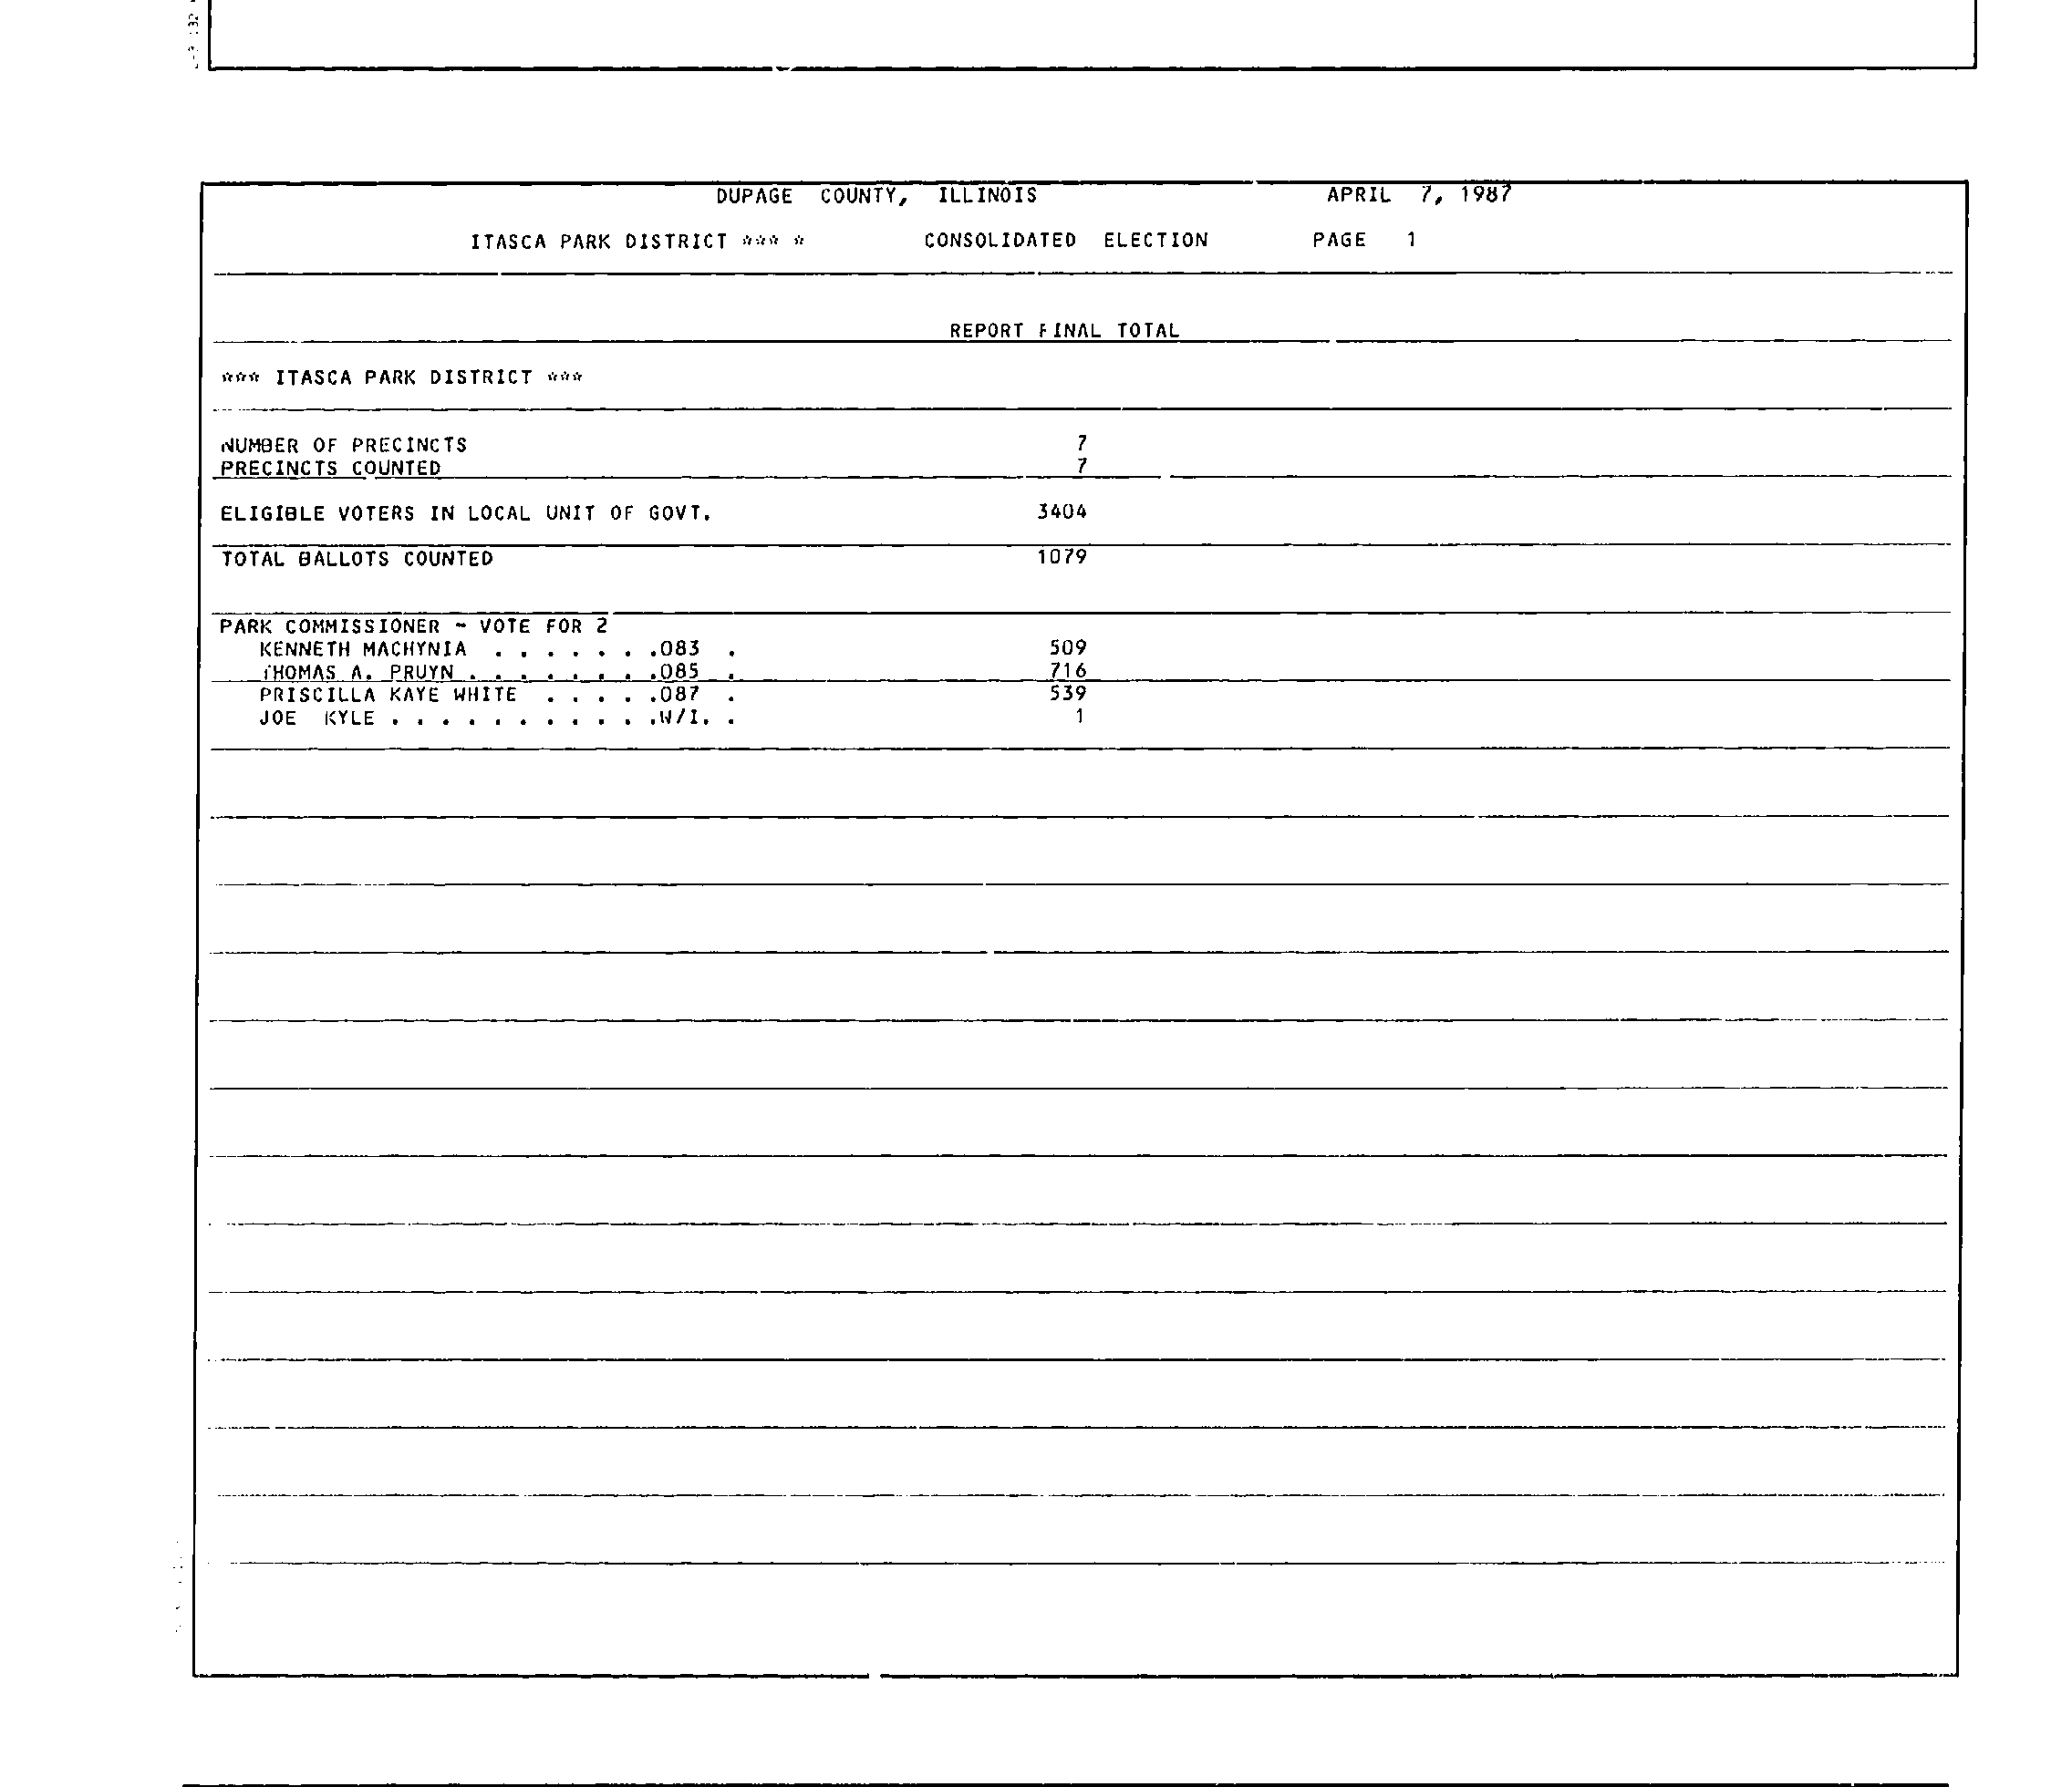 DUPAGE COUNTY, ILLINOIS APRIL 7, 1987
ITASCA PARK DISTRICT *** * CONSOLIDATED ELECTION PAGE 1
REPORT FINAL TOTAL
*** ITASCA PARK DISTRICT ***
NUMBER OF PRECINCTS 7
PRECINCTS COUNTED 7
ELIGIBLE VOTERS IN LOCAL UNIT OF GOVT. 3404
TOTAL BALLOTS COUNTED 1079
PARK COMMISSIONER - VOTE FOR 2
KENNETH MACHYNIA . . . . . . .083 . 509
THOMAS A. PRUYN . . . . . . . .085 . 716
PRISCILLA KAYE WHITE . . . . .087 . 539
JOE KYLE . . . . . . . . . . .W/I. . 1